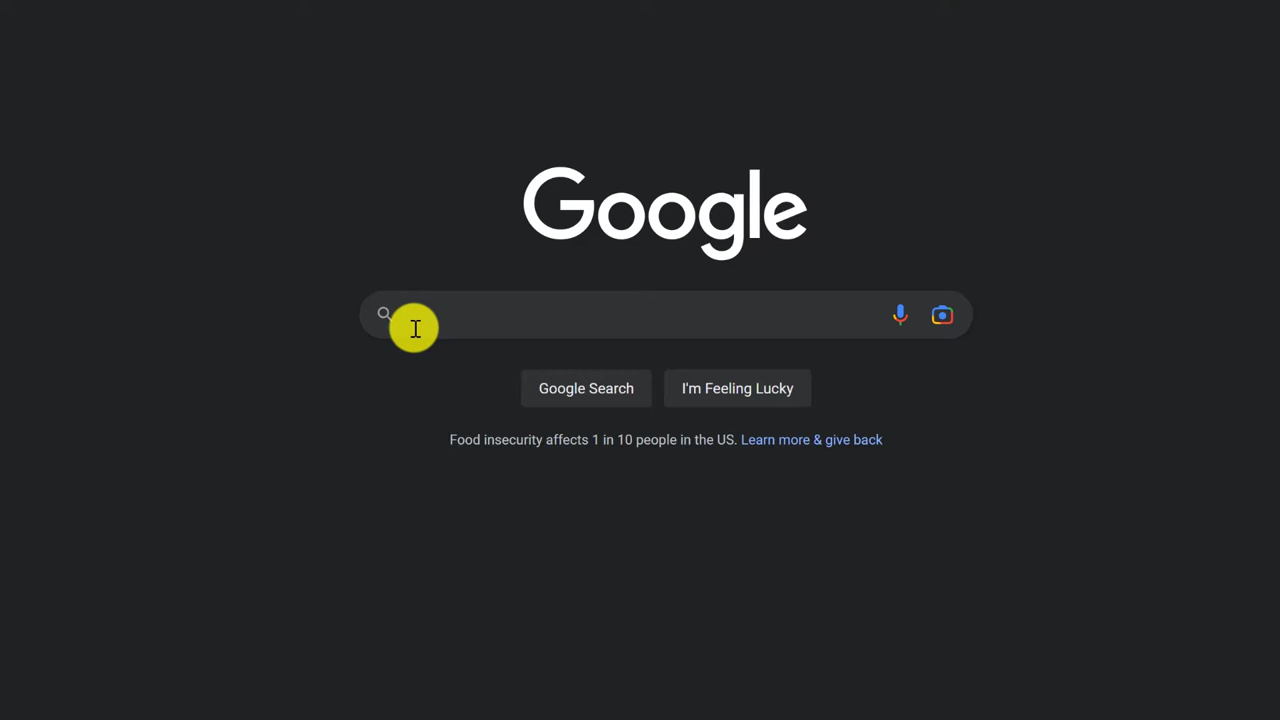 Google
Google Search
I'm Feeling Lucky
Food insecurity affects 1 in 10 people in the US. Learn more & give back